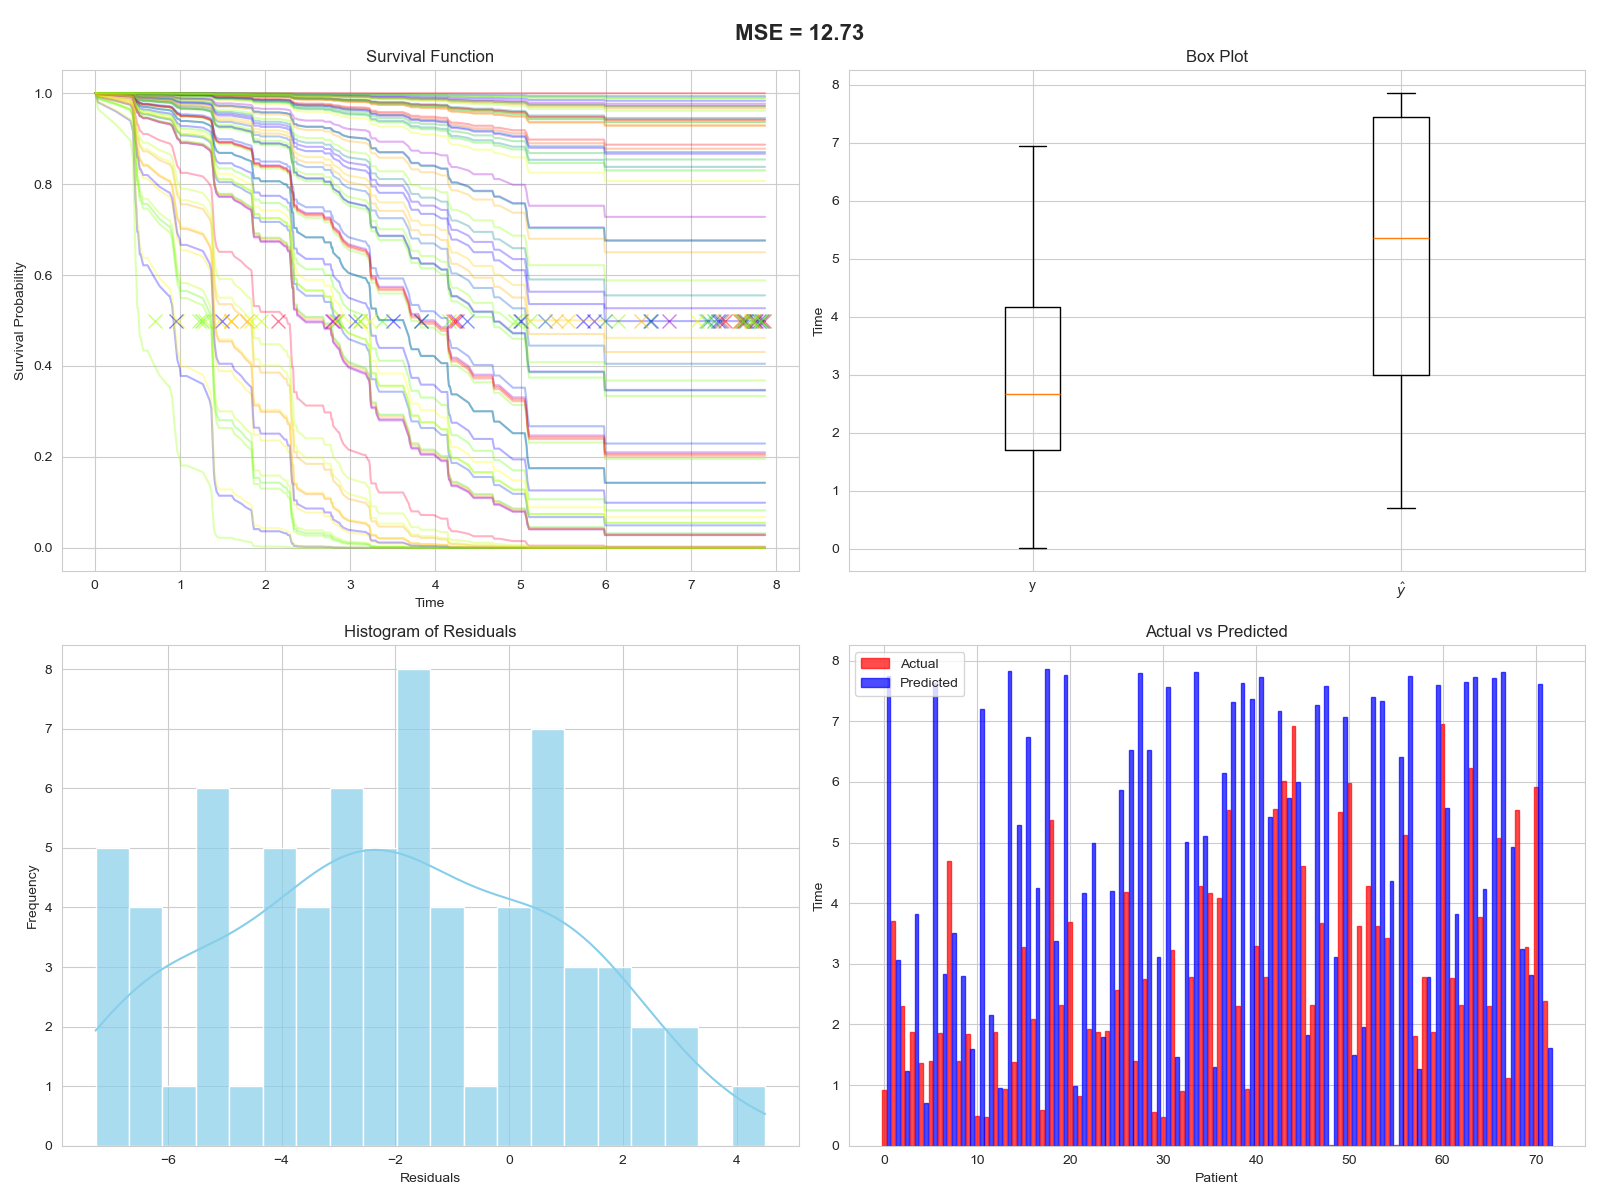 MSE = 12.73
Survival Function
Survival Probability
1.0
0.8
0.6
0.4
0.2
0.0
0 1 2 3 4 5 6 7 8
Time
Box Plot
Time
8
7
6
5
4
3
2
1
0
y ŷ
Histogram of Residuals
Frequency
8
7
6
5
4
3
2
1
0
−6 −4 −2 0 2 4
Residuals
Actual vs Predicted
Actual
Predicted
Time
8
7
6
5
4
3
2
1
0
0 10 20 30 40 50 60 70
Patient